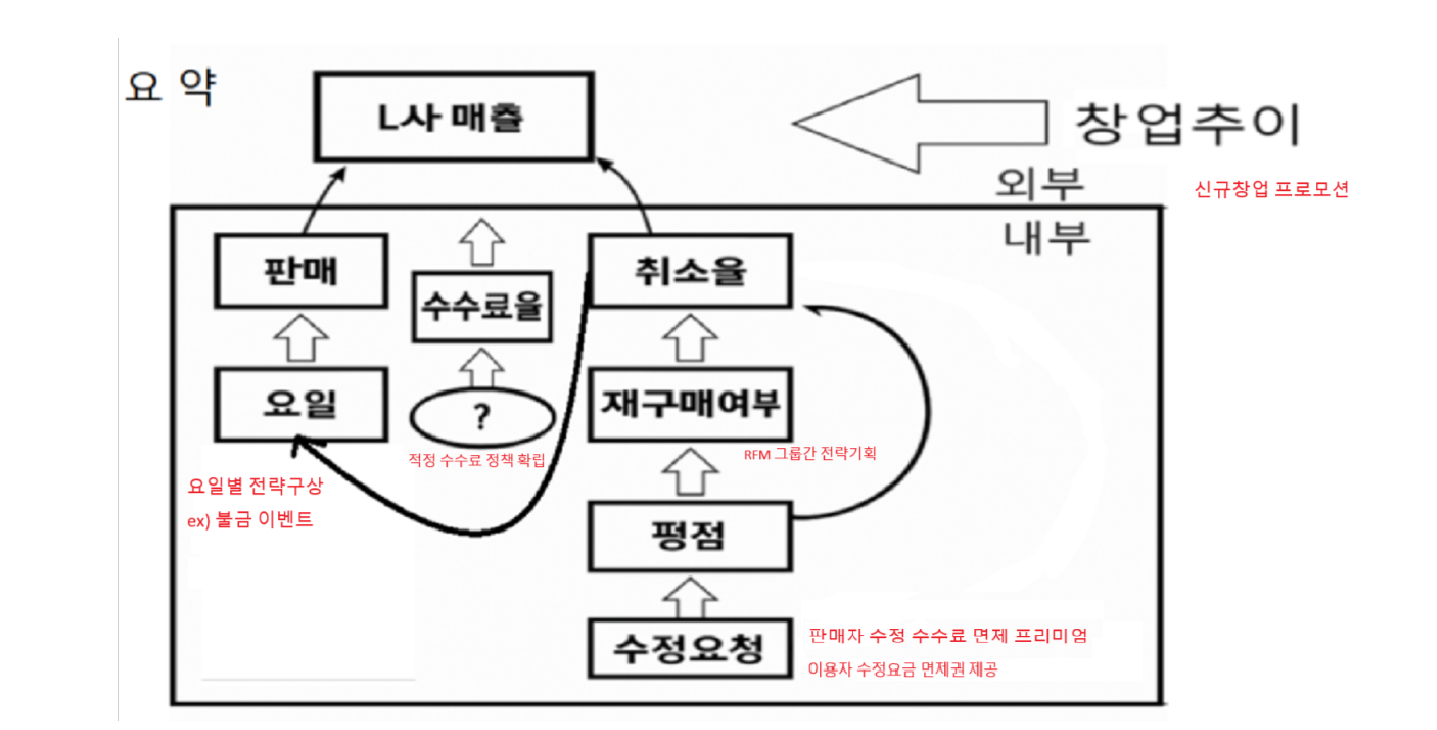 요 약
L사 매출
창업추이
외부
신규창업 프로모션
내부
판매
수수료율
취소율
요일
?
재구매여부
적정 수수료 정책 확립
RFM 그룹간 전략기획
요일별 전략구상
ex) 불금 이벤트
평점
수정요청
판매자 수정 수수료 면제 프리미엄
이용자 수정요금 면제권 제공